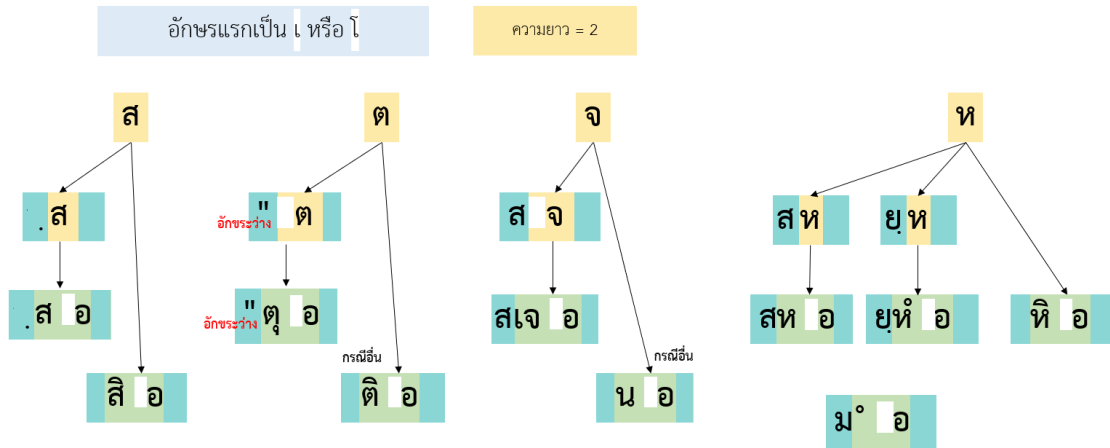 อักษรแรกเป็น เ หรือ โ
ความยาว = 2
ส
ต
จ
ห
ฺส
" ต
อักขระว่าง
ส จ
สห
ยฺห
ฺส อ
" ตุ อ
อักขระว่าง
สเจ อ
สห อ
ยฺหํ อ
หิ อ
กรณีอื่น
กรณีอื่น
สิ อ
ติ อ
น อ
ม ํ อ